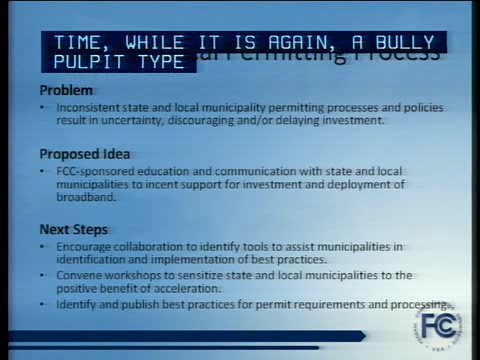 TIME, WHILE IT IS AGAIN, A BULLY
PULPIT TYPE
Permitting Process
Problem
• Inconsistent state and local municipality permitting processes and policies
result in uncertainty, discouraging and/or delaying investment.
Proposed Idea
• FCC-sponsored education and communication with state and local
municipalities to incent support for investment and deployment of
broadband.
Next Steps
• Encourage collaboration to identify tools to assist municipalities in
identification and implementation of best practices.
• Convene workshops to sensitize state and local municipalities to the
positive benefit of acceleration.
• Identify and publish best practices for permit requirements and processing.
FCC